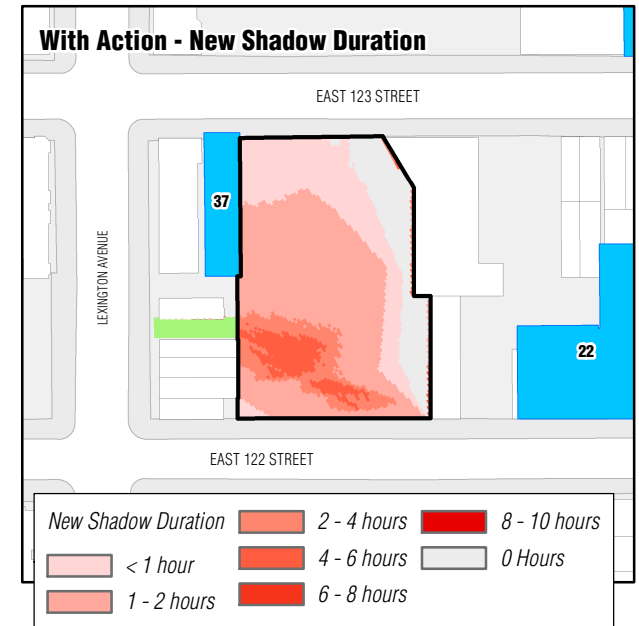 With Action - New Shadow Duration
EAST 123 STREET
37
LEXINGTON AVENUE
22
EAST 122 STREET
New Shadow Duration
< 1 hour
1 - 2 hours
2 - 4 hours
4 - 6 hours
6 - 8 hours
8 - 10 hours
0 Hours